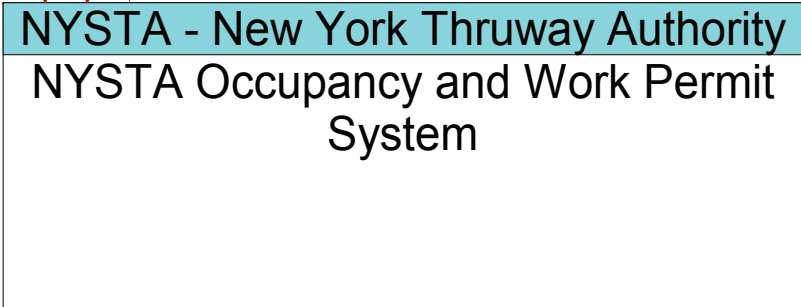 NYSTA - New York Thruway Authority
NYSTA Occupancy and Work Permit
System